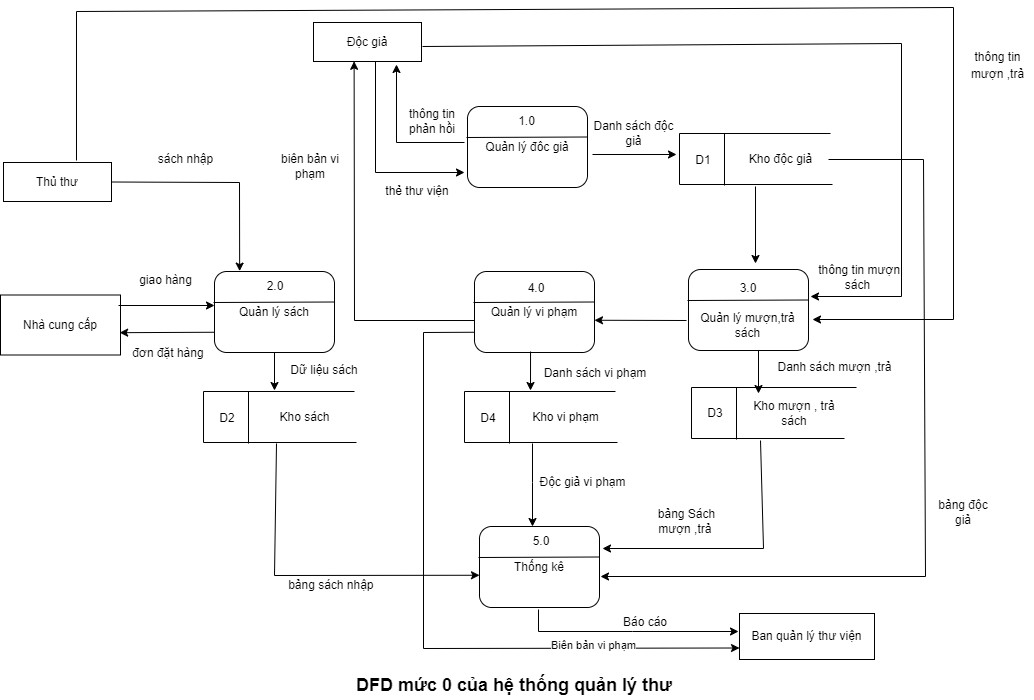 Độc giả
thông tin
mượn ,trả
thông tin
phản hồi
1.0
Quản lý đôc giả
Danh sách độc
giả
D1
Kho độc giả
sách nhập
biên bản vi
phạm
Thủ thư
thẻ thư viện
giao hàng
2.0
Quản lý sách
4.0
Quản lý vi phạm
3.0
Quản lý mượn,trả
sách
thông tin mượn
sách
Nhà cung cấp
đơn đặt hàng
Dữ liệu sách
Danh sách vi phạm
Danh sách mượn ,trả
D2
Kho sách
D4
Kho vi phạm
D3
Kho mượn , trả
sách
Độc giả vi phạm
bảng Sách
mượn ,trả
bảng độc
giả
5.0
Thống kê
bảng sách nhập
Báo cáo
Biên bản vi phạm
Ban quản lý thư viện
DFD mức 0 của hệ thống quản lý thư